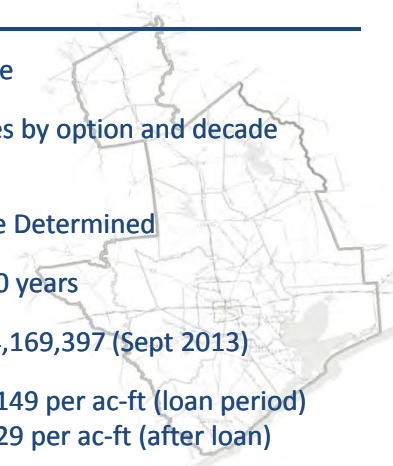 e
es by option and decade
e Determined
0 years
,169,397 (Sept 2013)
149 per ac-ft (loan period)
29 per ac-ft (after loan)